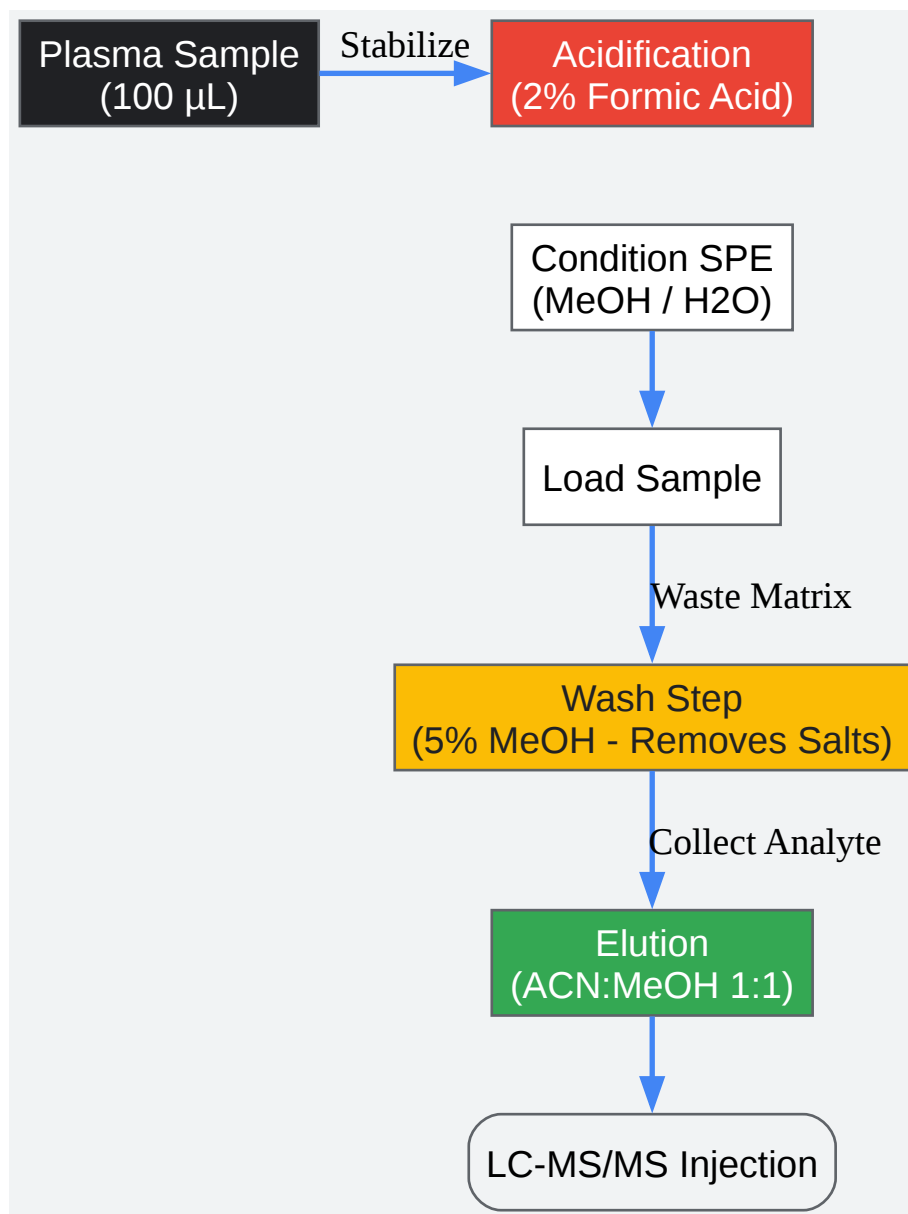 Plasma Sample
(100 µL)
Stabilize
Acidification
(2% Formic Acid)
Condition SPE
(MeOH / H2O)
Load Sample
Waste Matrix
Wash Step
(5% MeOH - Removes Salts)
Collect Analyte
Elution
(ACN:MeOH 1:1)
LC-MS/MS Injection